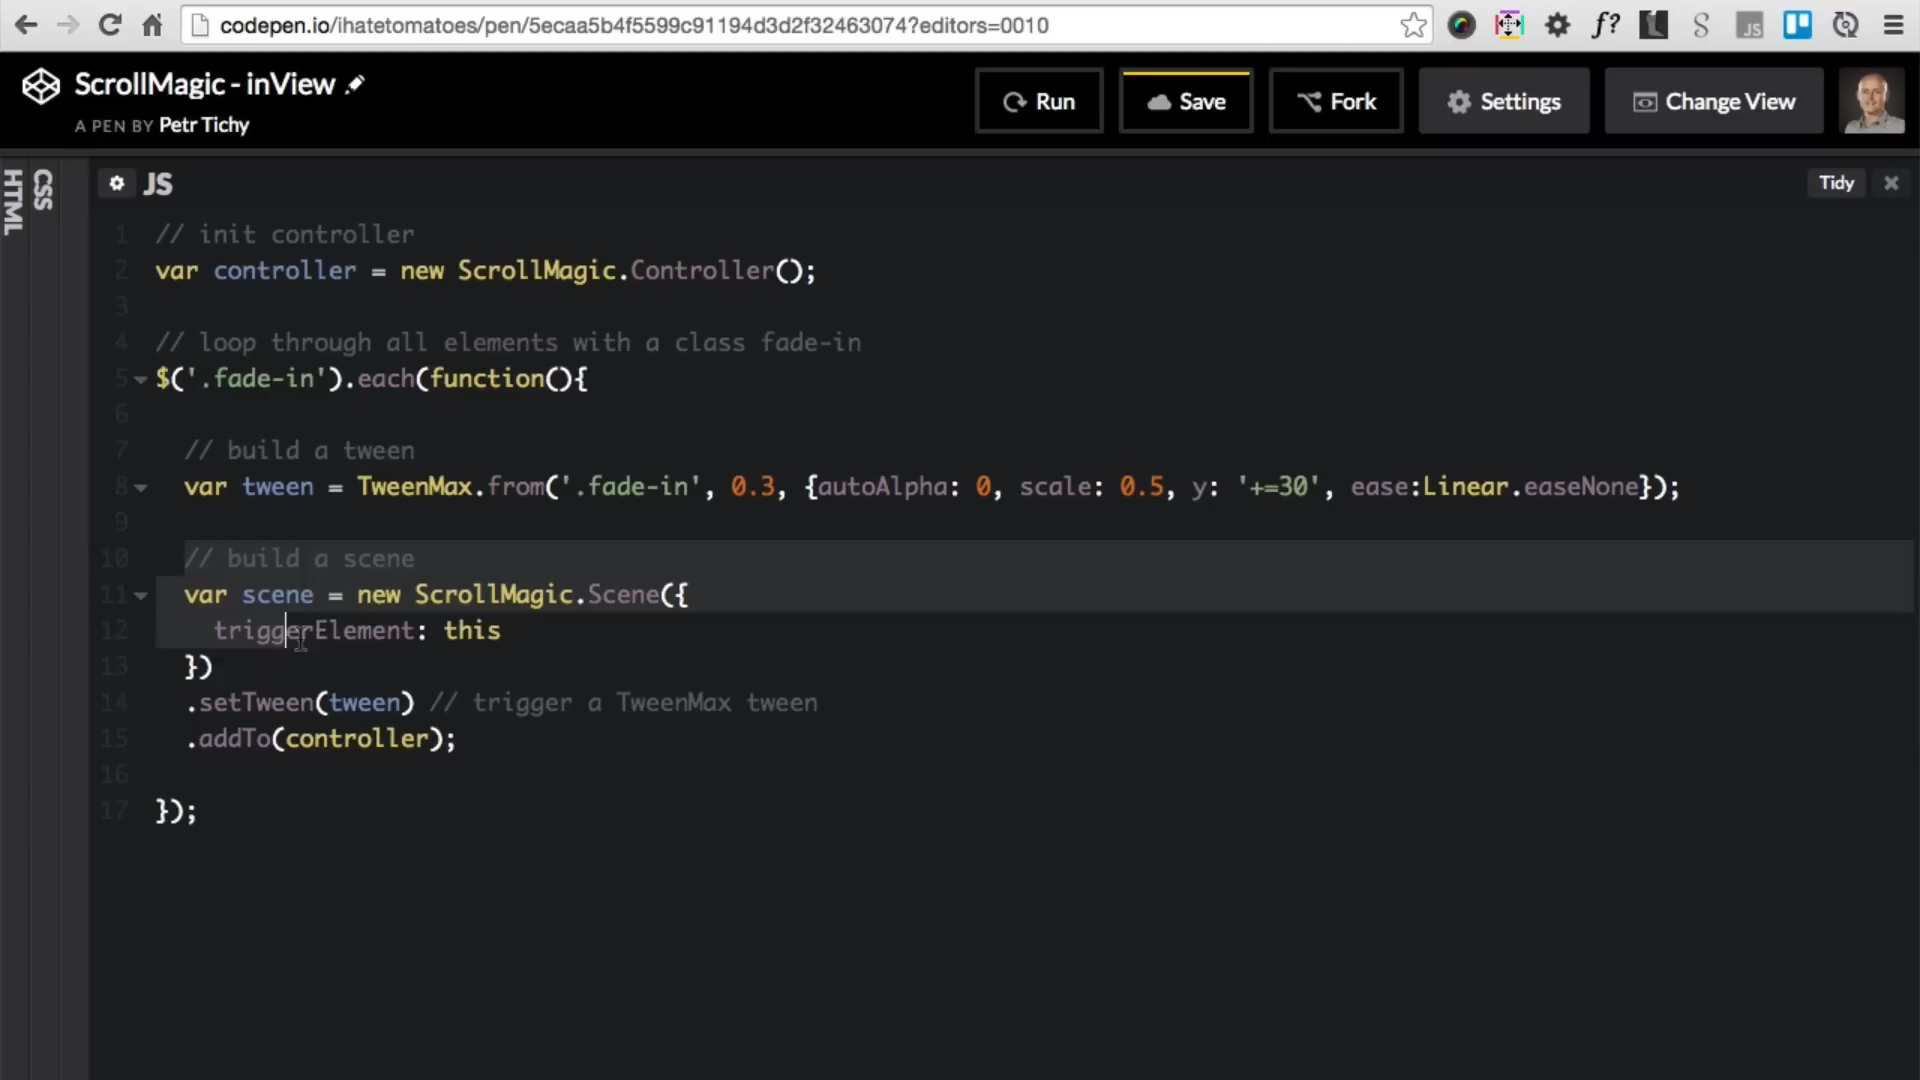 codepen.io/ihatetomatoes/pen/5ecaa5b4f5599c91194d3d2f32463074?editors=0010
f?
S
JS
ScrollMagic - inView
A PEN BY Petr Tichy
Run
Save
Fork
Settings
Change View
HTML
CSS
JS
Tidy
1 // init controller
2 var controller = new ScrollMagic.Controller();
3
4 // loop through all elements with a class fade-in
5 $('.fade-in').each(function(){
6
7 // build a tween
8 var tween = TweenMax.from('.fade-in', 0.3, {autoAlpha: 0, scale: 0.5, y: '+=30', ease:Linear.easeNone});
9
10 // build a scene
11 var scene = new ScrollMagic.Scene({
12 triggerElement: this
13 })
14 .setTween(tween) // trigger a TweenMax tween
15 .addTo(controller);
16
17 });